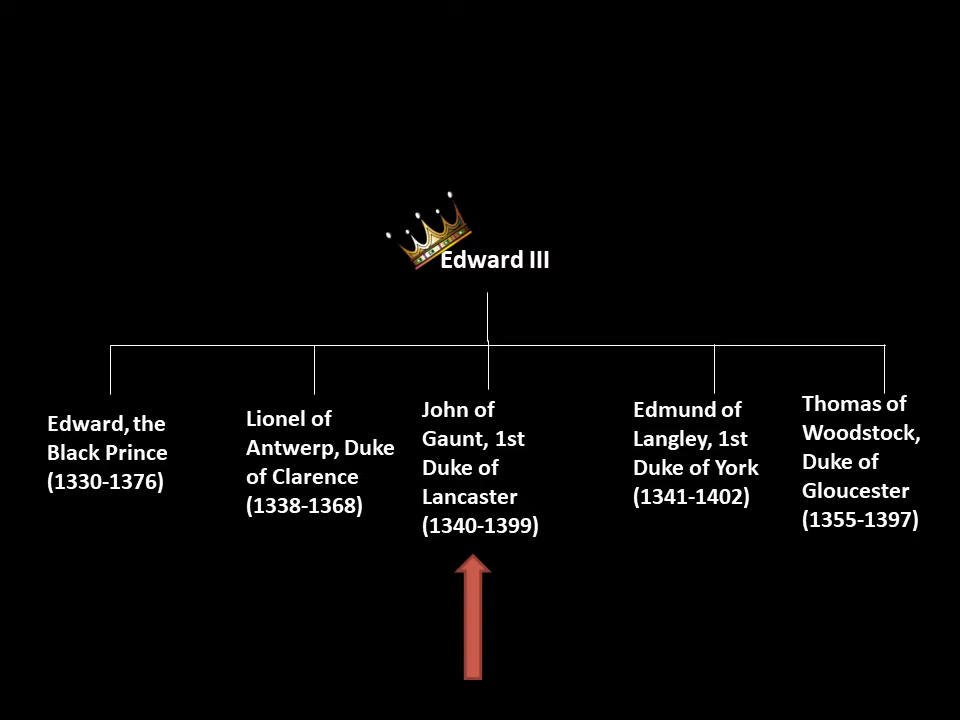 Edward III
Edward, the
Black Prince
(1330-1376)
Lionel of
Antwerp, Duke
of Clarence
(1338-1368)
John of
Gaunt, 1st
Duke of
Lancaster
(1340-1399)
Edmund of
Langley, 1st
Duke of York
(1341-1402)
Thomas of
Woodstock,
Duke of
Gloucester
(1355-1397)